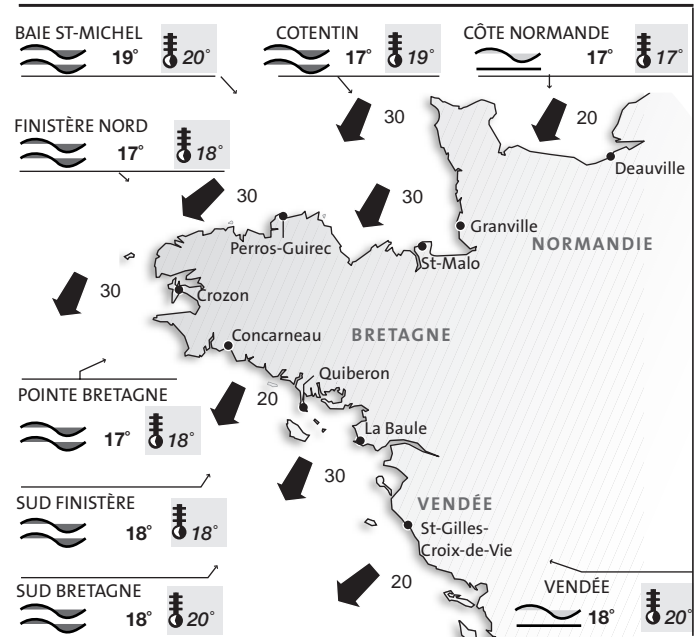 BAIE ST-MICHEL
19° 20°
COTENTIN
17° 19°
CÔTE NORMANDE
17° 17°
30
20
FINISTÈRE NORD
17° 18°
Deauville
30
30
Granville
Perros-Guirec
NORMANDIE
St-Malo
30
Crozon
Concarneau
BRETAGNE
Quiberon
POINTE BRETAGNE
17° 18°
20
La Baule
30
SUD FINISTÈRE
18° 18°
VENDÉE
St-Gilles-
Croix-de-Vie
SUD BRETAGNE
18° 20°
20
VENDÉE
18° 20°